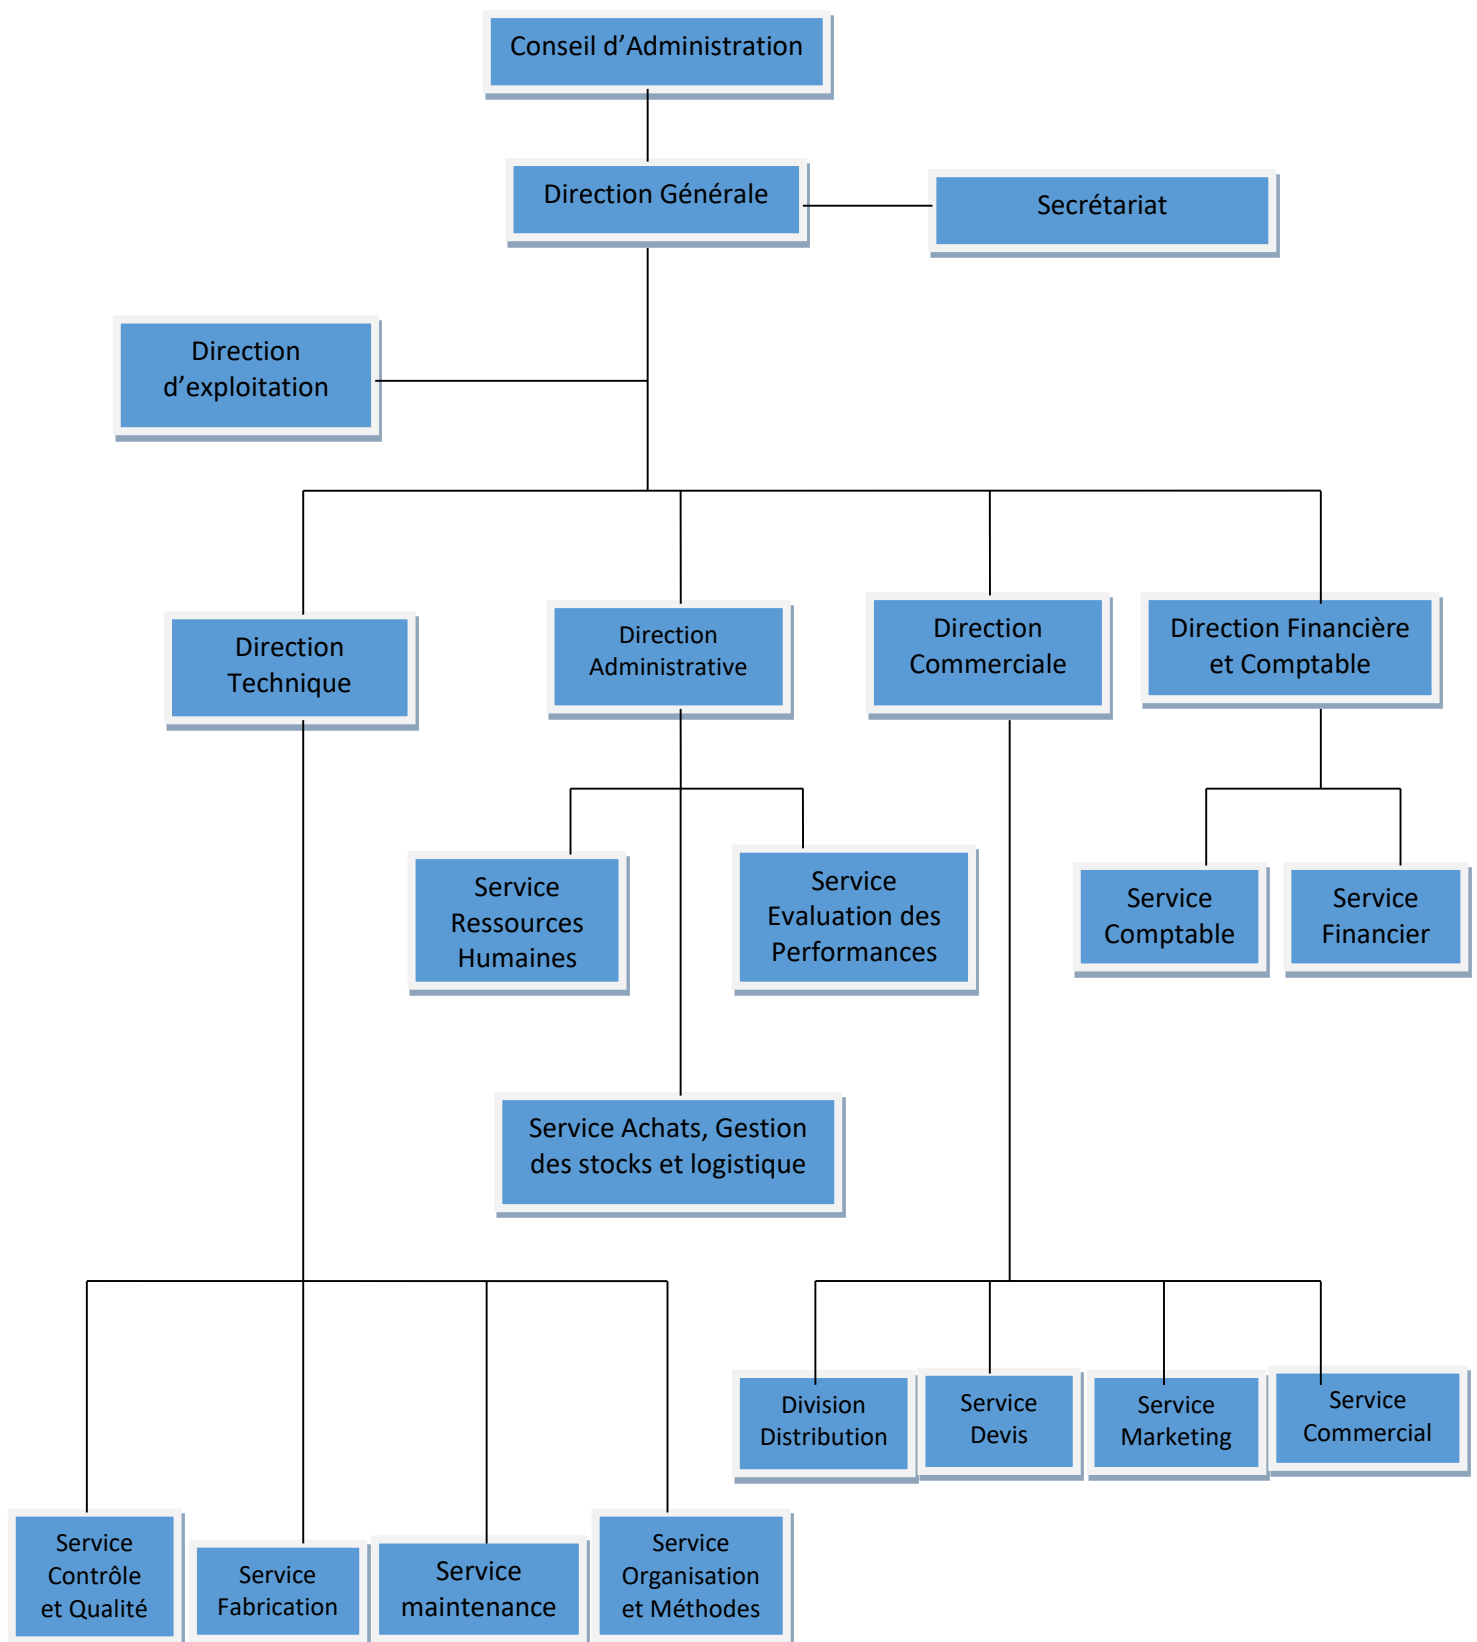 Conseil d’Administration
Direction Générale
Secrétariat
Direction
d’exploitation
Direction
Technique
Direction
Administrative
Direction
Commerciale
Direction Financière
et Comptable
Service
Ressources
Humaines
Service
Evaluation des
Performances
Service
Comptable
Service
Financier
Service Achats, Gestion
des stocks et logistique
Division
Distribution
Service
Devis
Service
Marketing
Service
Commercial
Service
Contrôle
et Qualité
Service
Fabrication
Service
maintenance
Service
Organisation
et Méthodes